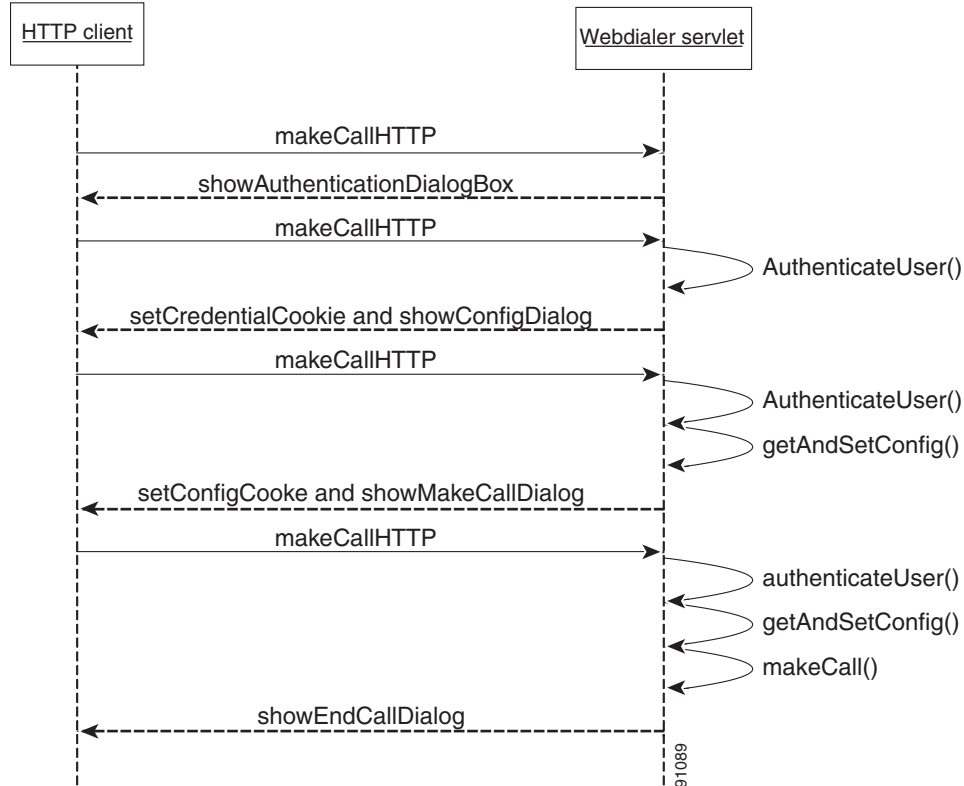 HTTP client
Webdialer servlet
makeCallHTTP
showAuthenticationDialogBox
makeCallHTTP
AuthenticateUser()
setCredentialCookie and showConfigDialog
makeCallHTTP
AuthenticateUser()
getAndSetConfig()
setConfigCooke and showMakeCallDialog
makeCallHTTP
authenticateUser()
getAndSetConfig()
makeCall()
showEndCallDialog
91089